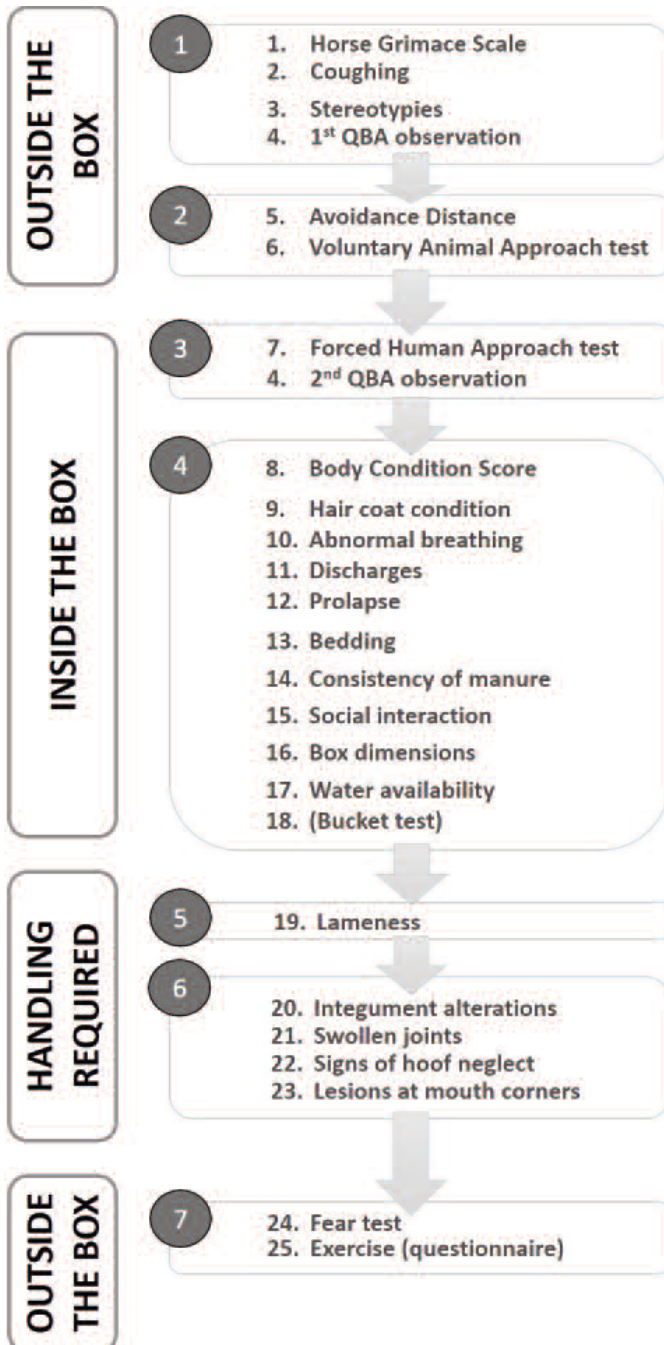 OUTSIDE THE
BOX
1
1. Horse Grimace Scale
2. Coughing
3. Stereotypies
4. 1st QBA observation
2
5. Avoidance Distance
6. Voluntary Animal Approach test
INSIDE THE BOX
3
7. Forced Human Approach test
4. 2nd QBA observation
4
8. Body Condition Score
9. Hair coat condition
10. Abnormal breathing
11. Discharges
12. Prolapse
13. Bedding
14. Consistency of manure
15. Social interaction
16. Box dimensions
17. Water availability
18. (Bucket test)
HANDLING
REQUIRED
5
19. Lameness
6
20. Integument alterations
21. Swollen joints
22. Signs of hoof neglect
23. Lesions at mouth corners
OUTSIDE
THE BOX
7
24. Fear test
25. Exercise (questionnaire)